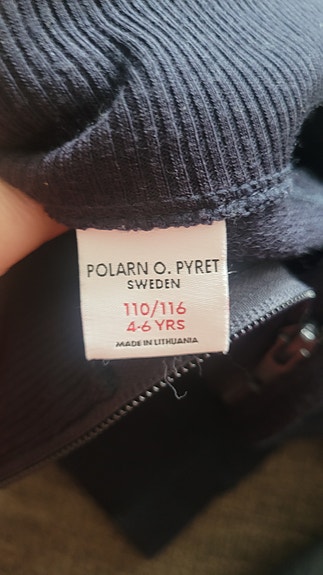 POLARN O. PYRET
SWEDEN
110/116
4-6 YRS
MADE IN LITHUANIA